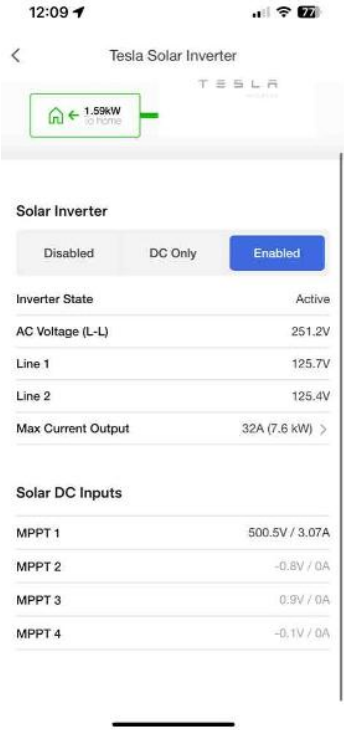 12:09
77
Tesla Solar Inverter
TESLA
1.59kW
To home
Solar Inverter
Disabled DC Only Enabled
Inverter State Active
AC Voltage (L-L) 251.2V
Line 1 125.7V
Line 2 125.4V
Max Current Output 32A (7.6 kW) >
Solar DC Inputs
MPPT 1 500.5V / 3.07A
MPPT 2 -0.8V / 0A
MPPT 3 0.9V / 0A
MPPT 4 -0.1V / 0A